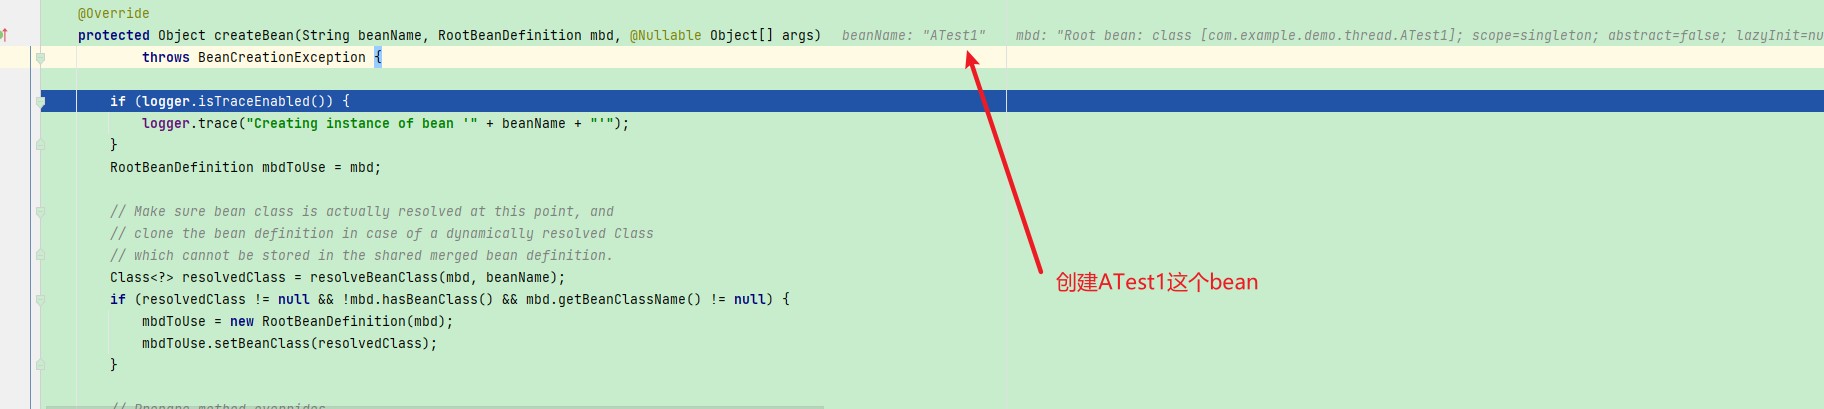 @Override
protected Object createBean(String beanName, RootBeanDefinition mbd, @Nullable Object[] args) beanName: "ATest1" mbd: "Root bean: class [com.example.demo.thread.ATest1]; scope=singleton; abstract=false; lazyInit=nu
throws BeanCreationException {
if (logger.isTraceEnabled()) {
logger.trace("Creating instance of bean '" + beanName + "'");
}
RootBeanDefinition mbdToUse = mbd;
// Make sure bean class is actually resolved at this point, and
// clone the bean definition in case of a dynamically resolved Class
// which cannot be stored in the shared merged bean definition.
Class<?> resolvedClass = resolveBeanClass(mbd, beanName);
创建ATest1这个bean
if (resolvedClass != null && !mbd.hasBeanClass() && mbd.getBeanClassName() != null) {
mbdToUse = new RootBeanDefinition(mbd);
mbdToUse.setBeanClass(resolvedClass);
}
// Prepare method overrides.